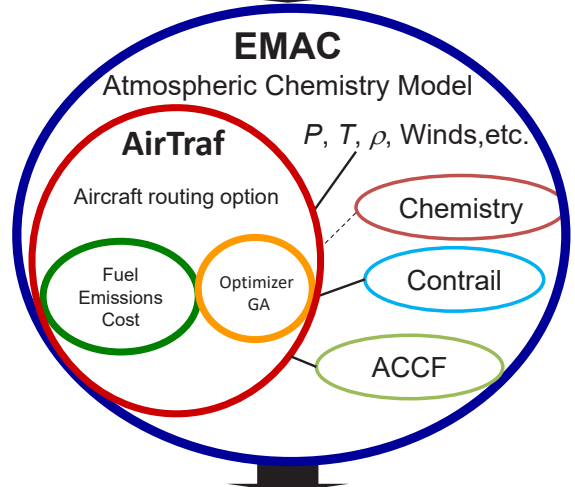 EMAC
Atmospheric Chemistry Model
AirTraf
P, T, ρ, Winds,etc.
Aircraft routing option
Chemistry
Fuel
Emissions
Cost
Optimizer
GA
Contrail
ACCF